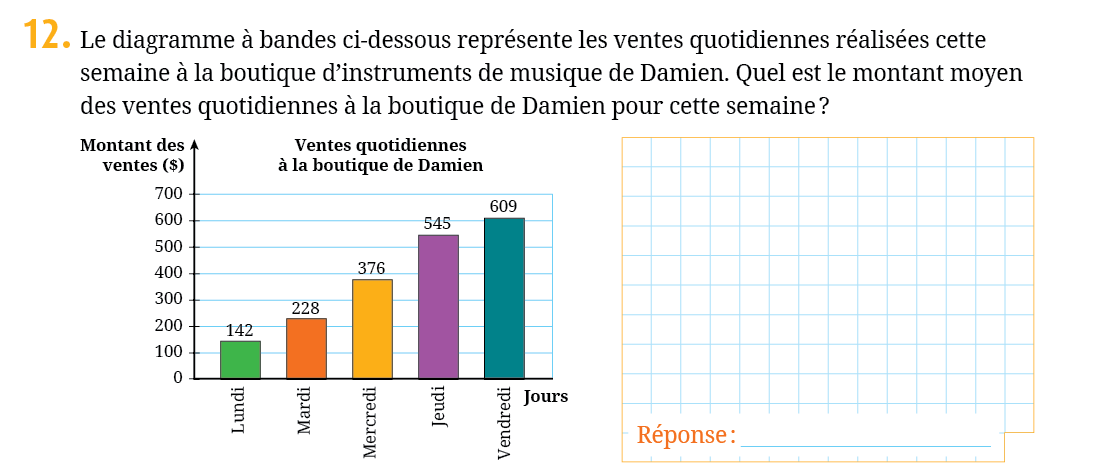 12. Le diagramme à bandes ci-dessous représente les ventes quotidiennes réalisées cette
semaine à la boutique d’instruments de musique de Damien. Quel est le montant moyen
des ventes quotidiennes à la boutique de Damien pour cette semaine ?
Montant des
ventes ($)
Ventes quotidiennes
à la boutique de Damien
700
600
500
400
300
200
100
0
142
228
376
545
609
Lundi
Mardi
Mercredi
Jeudi
Vendredi
Jours
Réponse :